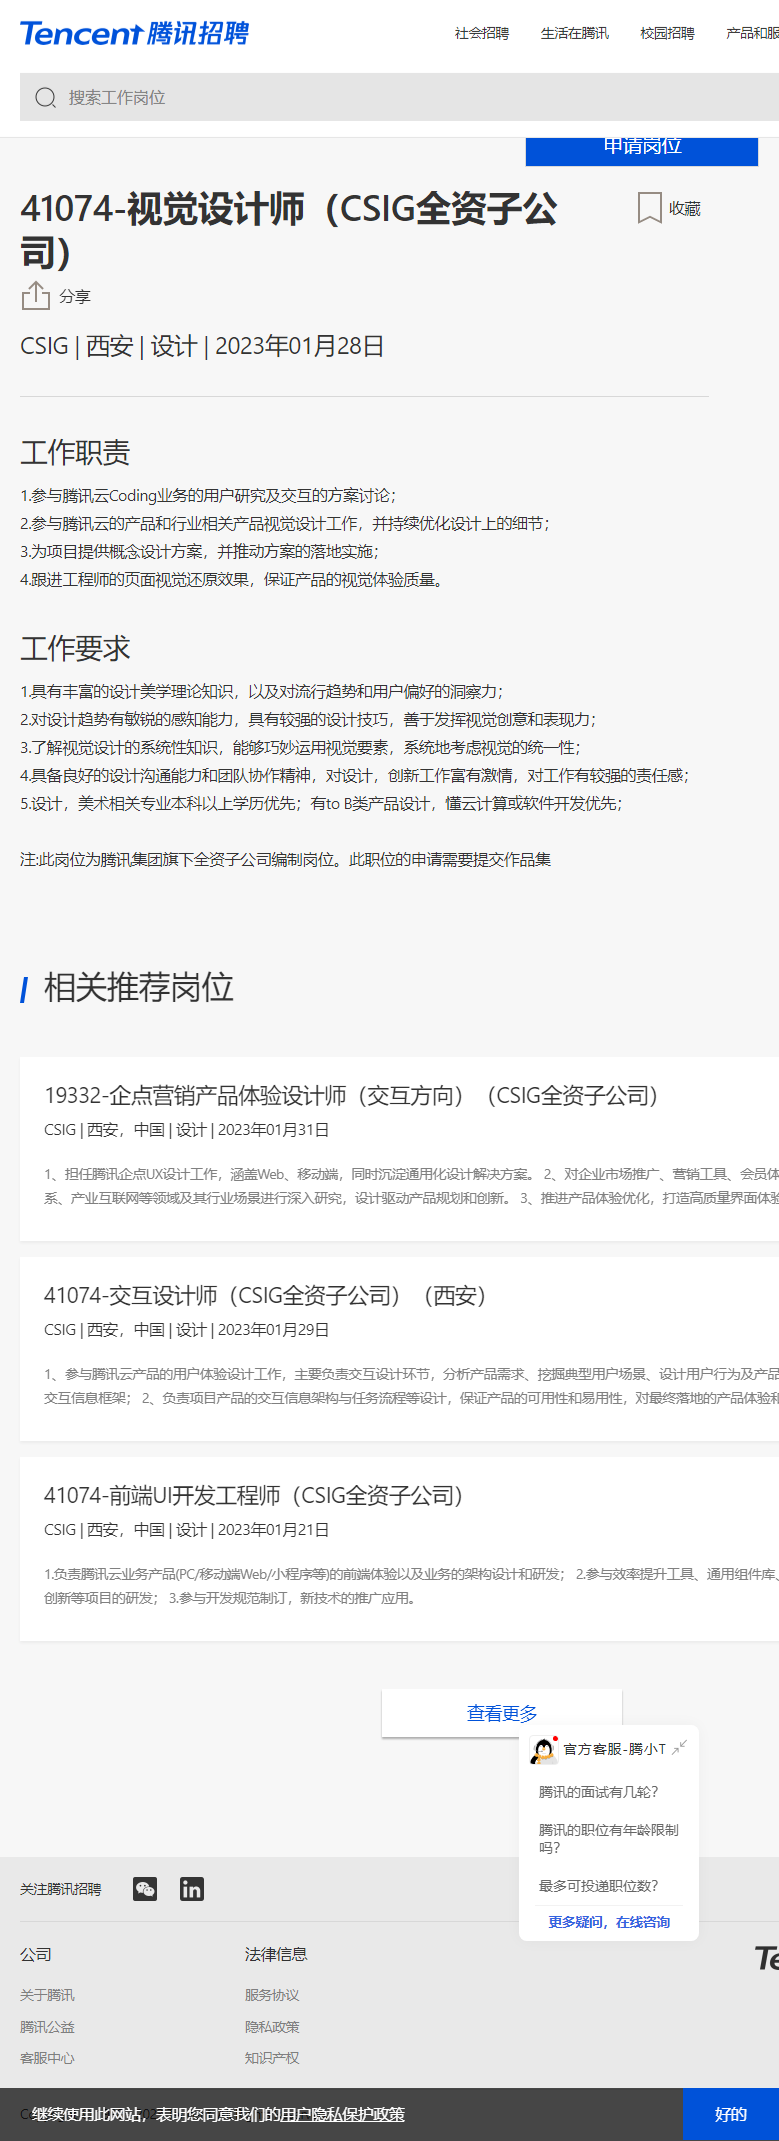 Tencent 腾讯招聘
社会招聘 生活在腾讯 校园招聘 产品和服
搜索工作岗位
申请岗位
41074-视觉设计师（CSIG全资子公
司）
收藏
分享
CSIG | 西安 | 设计 | 2023年01月28日
工作职责
1.参与腾讯云Coding业务的用户研究及交互的方案讨论；
2.参与腾讯云的产品和行业相关产品视觉设计工作，并持续优化设计上的细节；
3.为项目提供概念设计方案，并推动方案的落地实施；
4.跟进工程师的页面视觉还原效果，保证产品的视觉体验质量。
工作要求
1.具有丰富的设计美学理论知识，以及对流行趋势和用户偏好的洞察力；
2.对设计趋势有敏锐的感知能力，具有较强的设计技巧，善于发挥视觉创意和表现力；
3.了解视觉设计的系统性知识，能够巧妙运用视觉要素，系统地考虑视觉的统一性；
4.具备良好的设计沟通能力和团队协作精神，对设计，创新工作富有激情，对工作有较强的责任感；
5.设计，美术相关专业本科以上学历优先；有to B类产品设计，懂云计算或软件开发优先；
注:此岗位为腾讯集团旗下全资子公司编制岗位。此职位的申请需要提交作品集
相关推荐岗位
19332-企点营销产品体验设计师（交互方向）（CSIG全资子公司）
CSIG | 西安，中国 | 设计 | 2023年01月31日
1、担任腾讯企点UX设计工作，涵盖Web、移动端，同时沉淀通用化设计解决方案。 2、对企业市场推广、营销工具、会员体
系、产业互联网等领域及其行业场景进行深入研究，设计驱动产品规划和创新。 3、推进产品体验优化，打造高质量界面体验
41074-交互设计师（CSIG全资子公司）（西安）
CSIG | 西安，中国 | 设计 | 2023年01月29日
1、参与腾讯云产品的用户体验设计工作，主要负责交互设计环节，分析产品需求、挖掘典型用户场景、设计用户行为及产品
交互信息框架； 2、负责项目产品的交互信息架构与任务流程等设计，保证产品的可用性和易用性，对最终落地的产品体验和
41074-前端UI开发工程师（CSIG全资子公司）
CSIG | 西安，中国 | 设计 | 2023年01月21日
1.负责腾讯云业务产品(PC/移动端Web/小程序等)的前端体验以及业务的架构设计和研发； 2.参与效率提升工具、通用组件库、
创新等项目的研发； 3.参与开发规范制订，新技术的推广应用。
查看更多
官方客服-腾小T
腾讯的面试有几轮？
腾讯的职位有年龄限制
吗？
最多可投递职位数？
更多疑问，在线咨询
关注腾讯招聘
in
公司 法律信息
Te
关于腾讯 服务协议
腾讯公益 隐私政策
客服中心 知识产权
继续使用此网站，表明您同意我们的用户隐私保护政策
好的